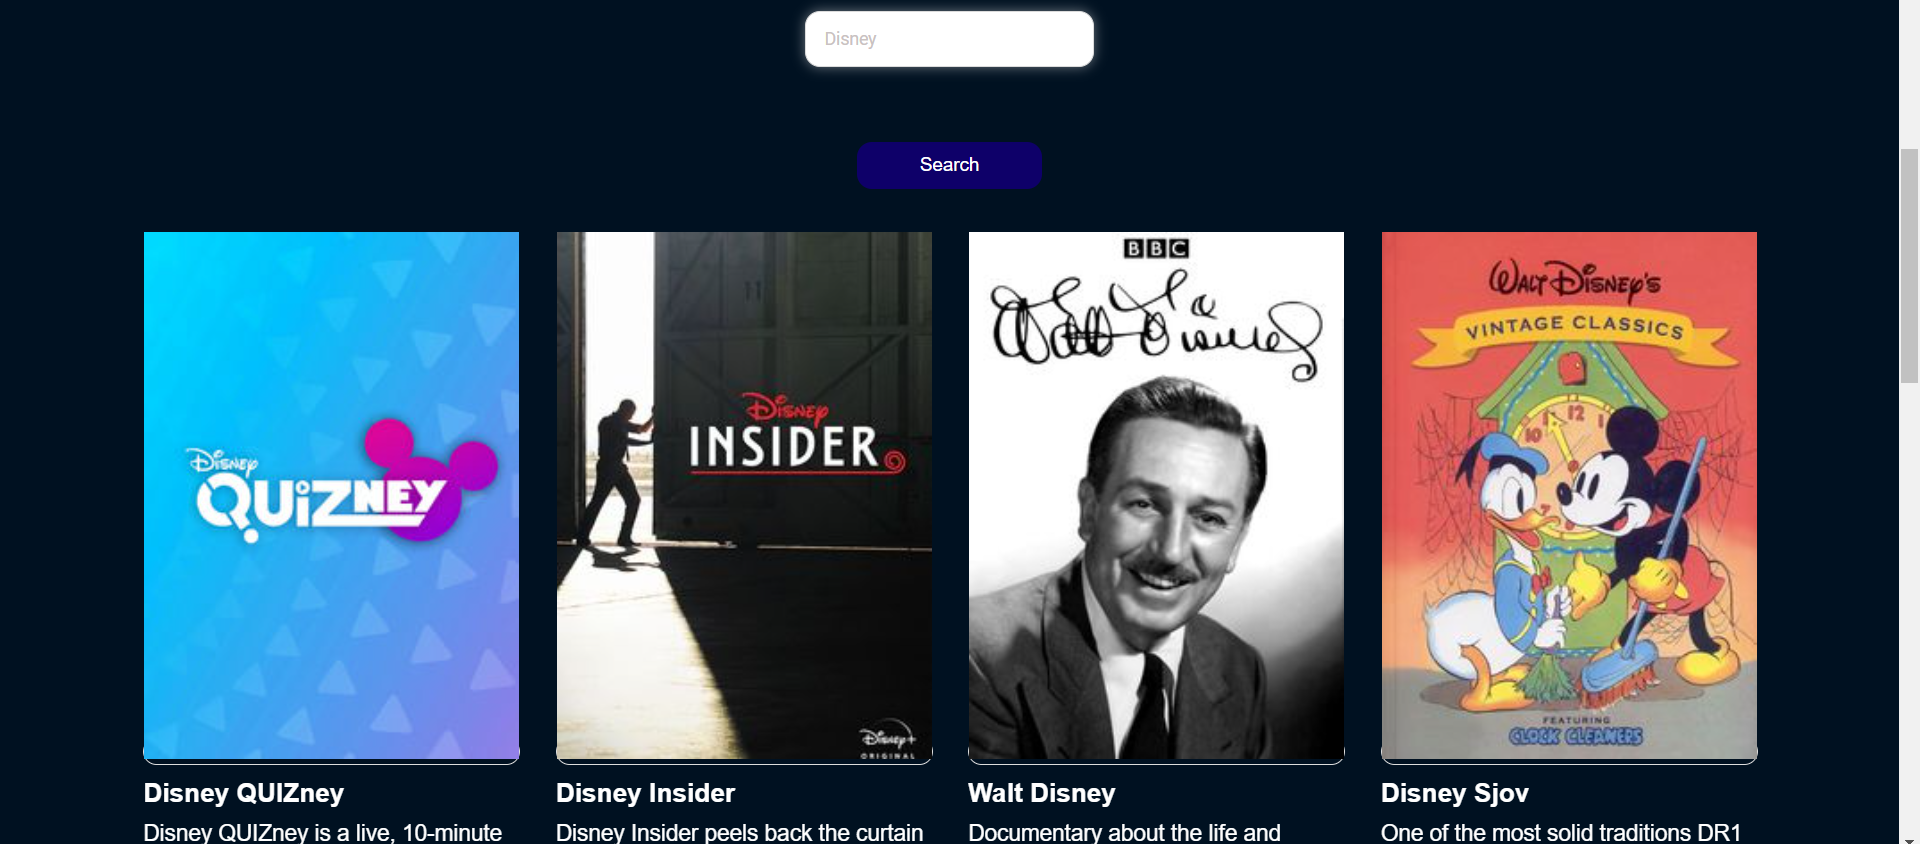 Disney
Search
Disney
QUiZNEY
Disney
INSIDER
Disney+
ORIGINAL
BBC
Walt Disney
WALT DISNEY'S
VINTAGE CLASSICS
12
1
10
7
FEATURING
CLOCK CLEANERS
Disney QUIZney
Disney Insider
Walt Disney
Disney Sjov
Disney QUIZney is a live, 10-minute
Disney Insider peels back the curtain
Documentary about the life and
One of the most solid traditions DR1